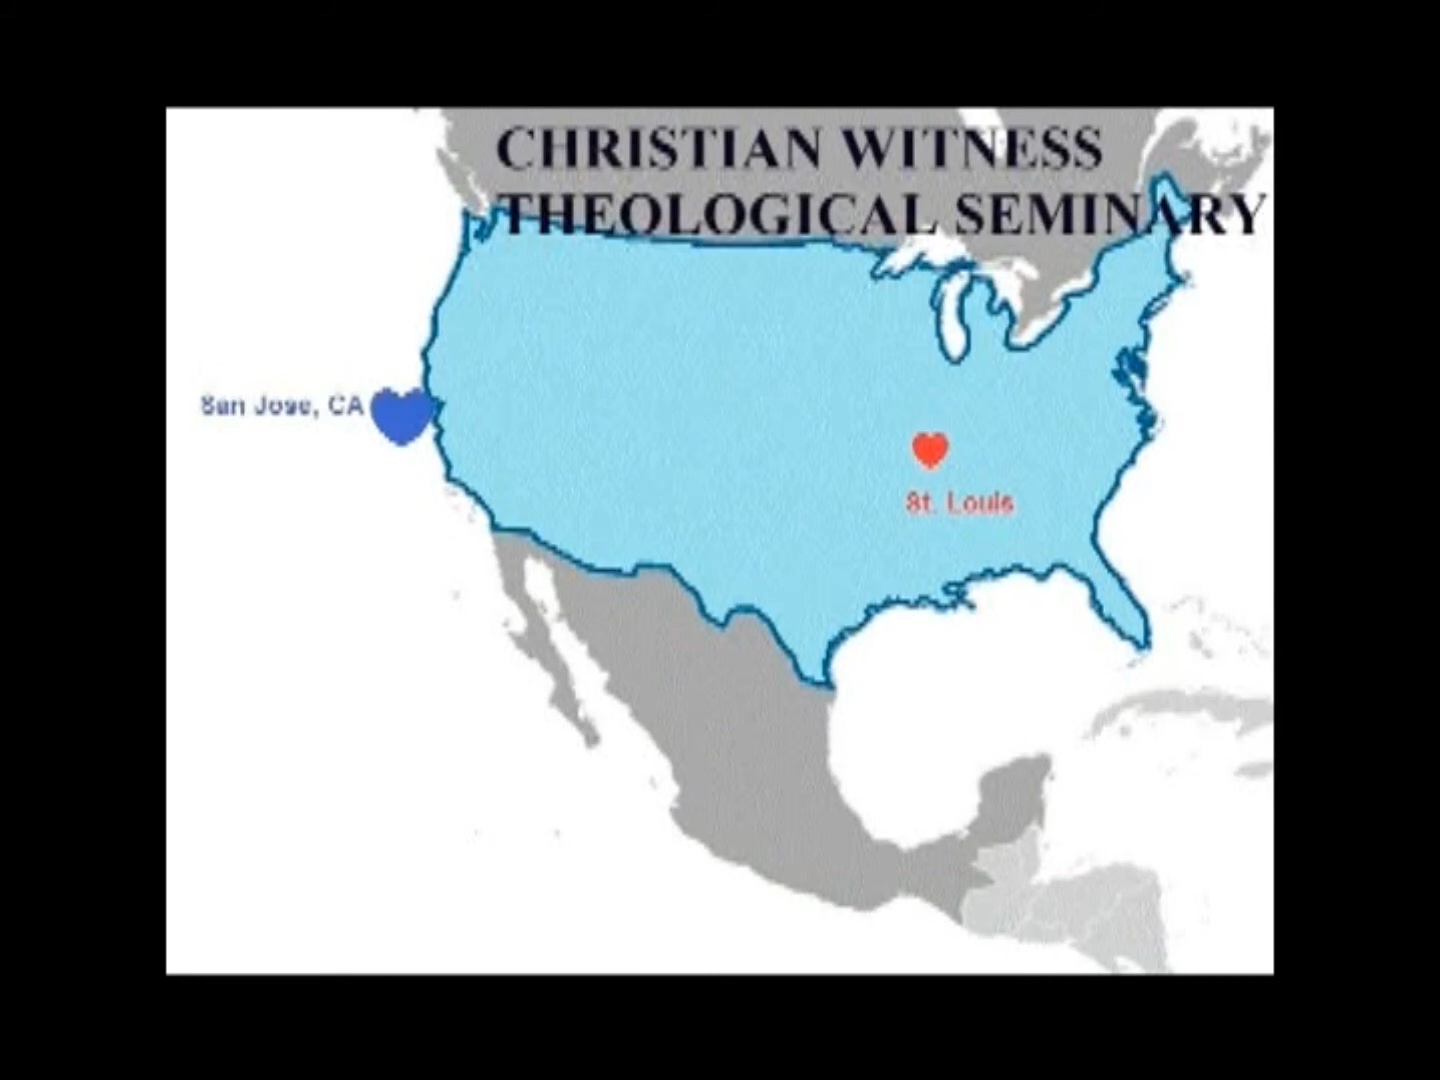 CHRISTIAN WITNESS
THEOLOGICAL SEMINARY
San Jose, CA
St. Louis